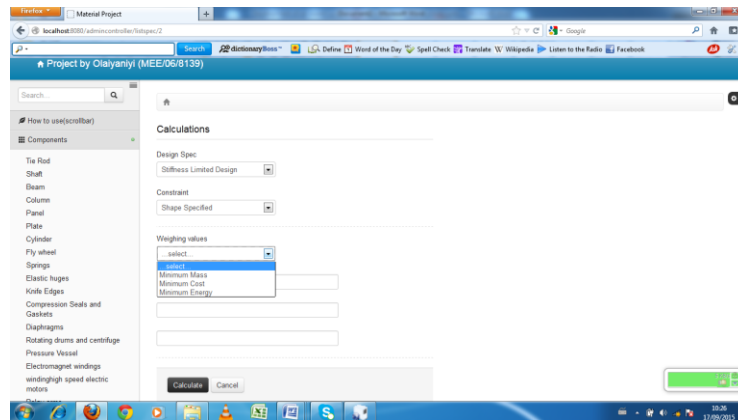 Firefox
Material Project
+
localhost:8080/admincontroller/listspec/2
Google
Search
dictionaryBoss
Define
Word of the Day
Spell Check
Translate
W Wikipedia
Listen to the Radio
Facebook
Project by Olaiyaniyi (MEE/06/8139)
Search...
How to use(scrollbar)
Components
+
Tie Rod
Shaft
Beam
Column
Panel
Plate
Cylinder
Fly wheel
Springs
Elastic huges
Knife Edges
Compression Seals and
Gaskets
Diaphragms
Rotating drums and centrifuge
Pressure Vessel
Electromagnet windings
windinghigh speed electric
motors
Calculations
Design Spec
Stiffness Limited Design
Constraint
Shape Specified
Weighing values
...select...
...select...
Minimum Mass
Minimum Cost
Minimum Energy
Calculate
Cancel
10:26
17/09/2015